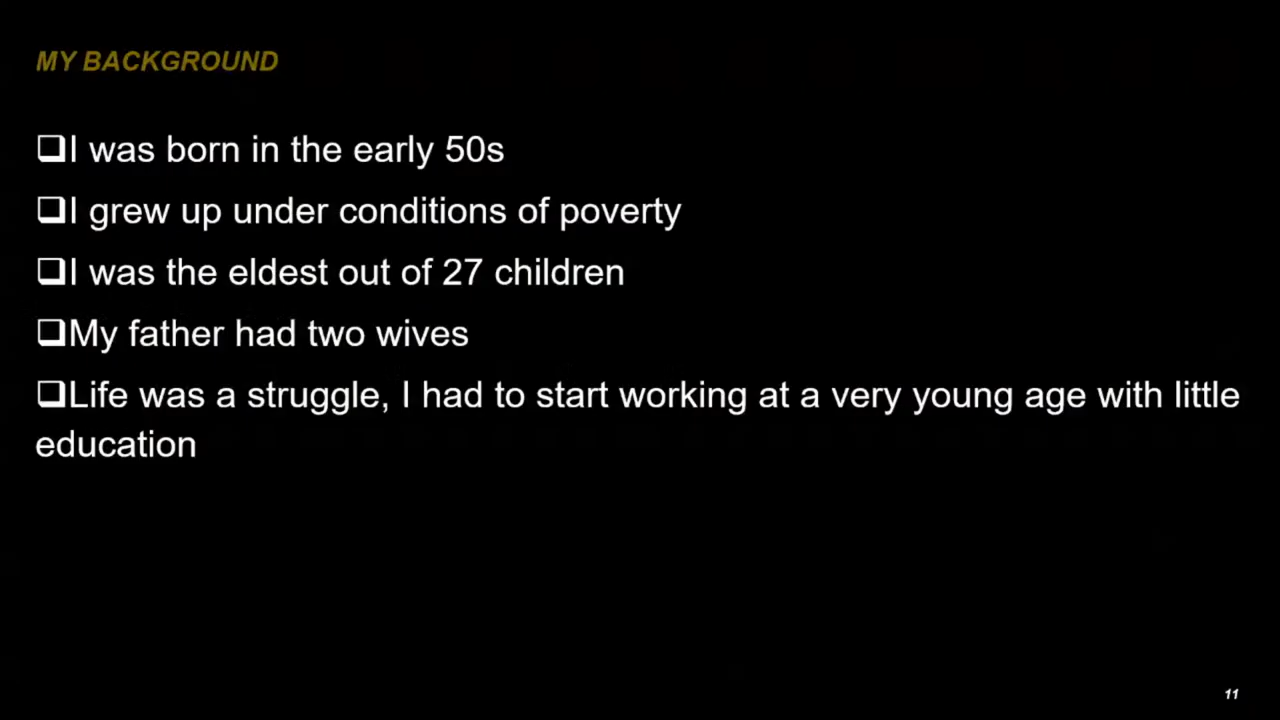 MY BACKGROUND
❑I was born in the early 50s
❑I grew up under conditions of poverty
❑I was the eldest out of 27 children
❑My father had two wives
❑Life was a struggle, I had to start working at a very young age with little
education
11